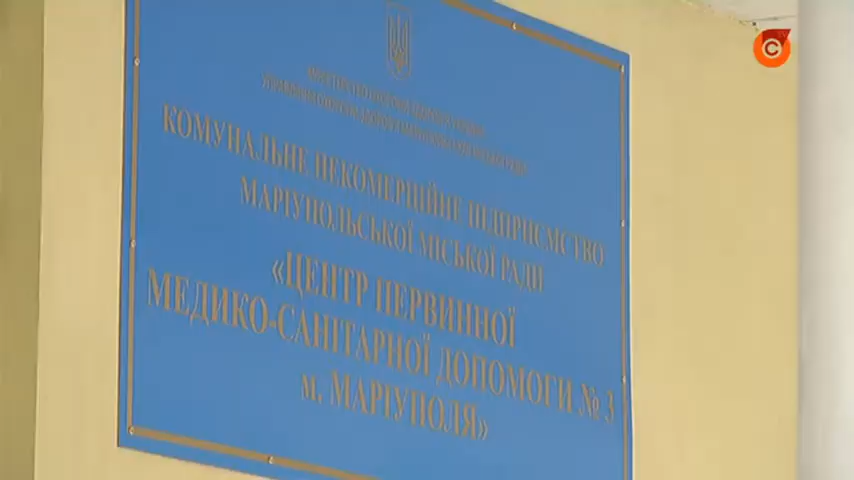 КОМУНАЛЬНЕ НЕКОМЕРЦІЙНЕ ПІДПРИЄМСТВО
МАРІУПОЛЬСЬКОЇ МІСЬКОЇ РАДИ
«ЦЕНТР ПЕРВИННОЇ
МЕДИКО-САНІТАРНОЇ ДОПОМОГИ № 3
м. МАРІУПОЛЯ»